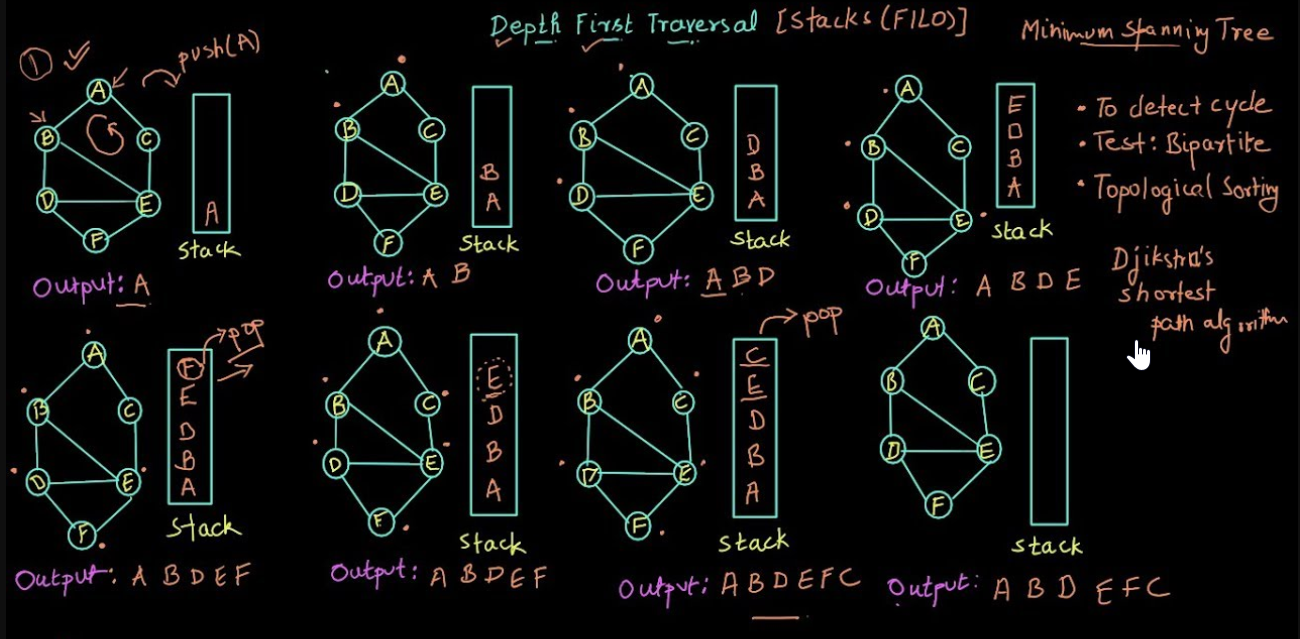 Depth First Traversal [Stacks (FILO)]
Minimum Spanning Tree
1
push(A)
A
B
C
D
E
F
A
Stack
Output: A
A
B
C
D
E
F
B
A
Stack
Output: A B
A
B
C
D
E
F
D
B
A
Stack
Output: A B D
A
B
C
D
E
F
E
D
B
A
Stack
Output: A B D E
• To detect cycle
• Test: Bipartite
• Topological Sorting
Djikstra's
shortest
path algorithm
A
B
C
D
E
F
pop
F
E
D
B
A
Stack
Output: A B D E F
A
B
C
D
E
F
E
D
B
A
Stack
Output: A B D E F
A
B
C
D
E
F
pop
C
E
D
B
A
Stack
Output: A B D E F C
A
B
C
D
E
F
Stack
Output: A B D E F C